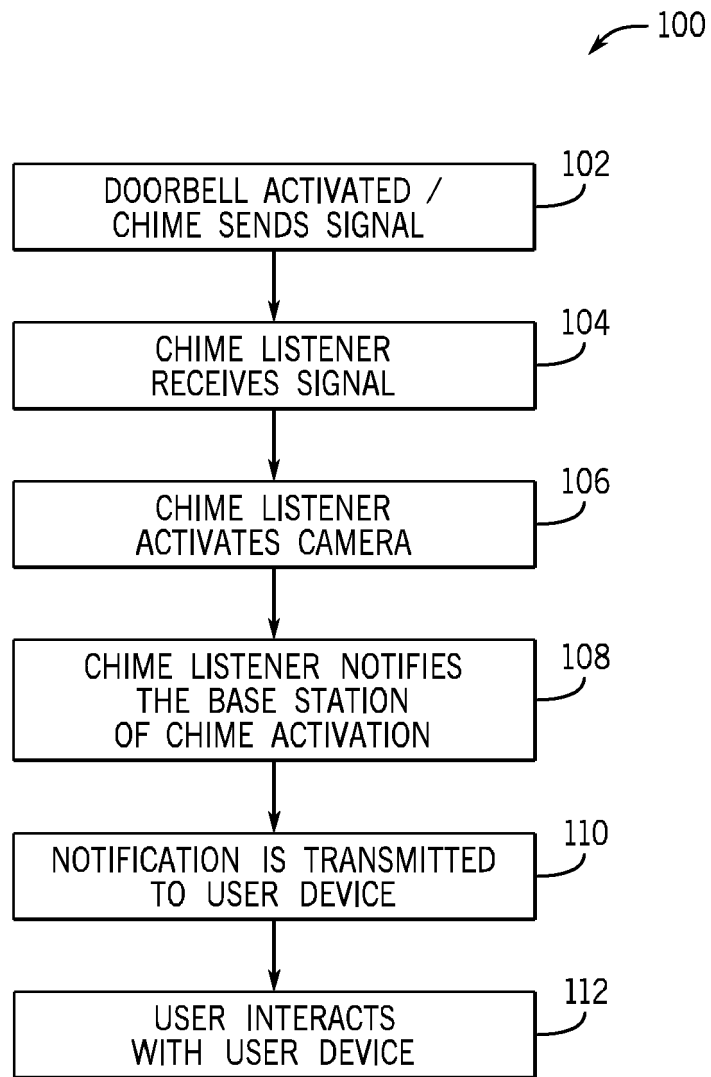 100
102
DOORBELL ACTIVATED /
CHIME SENDS SIGNAL
104
CHIME LISTENER
RECEIVES SIGNAL
106
CHIME LISTENER
ACTIVATES CAMERA
108
CHIME LISTENER NOTIFIES
THE BASE STATION
OF CHIME ACTIVATION
110
NOTIFICATION IS TRANSMITTED
TO USER DEVICE
112
USER INTERACTS
WITH USER DEVICE